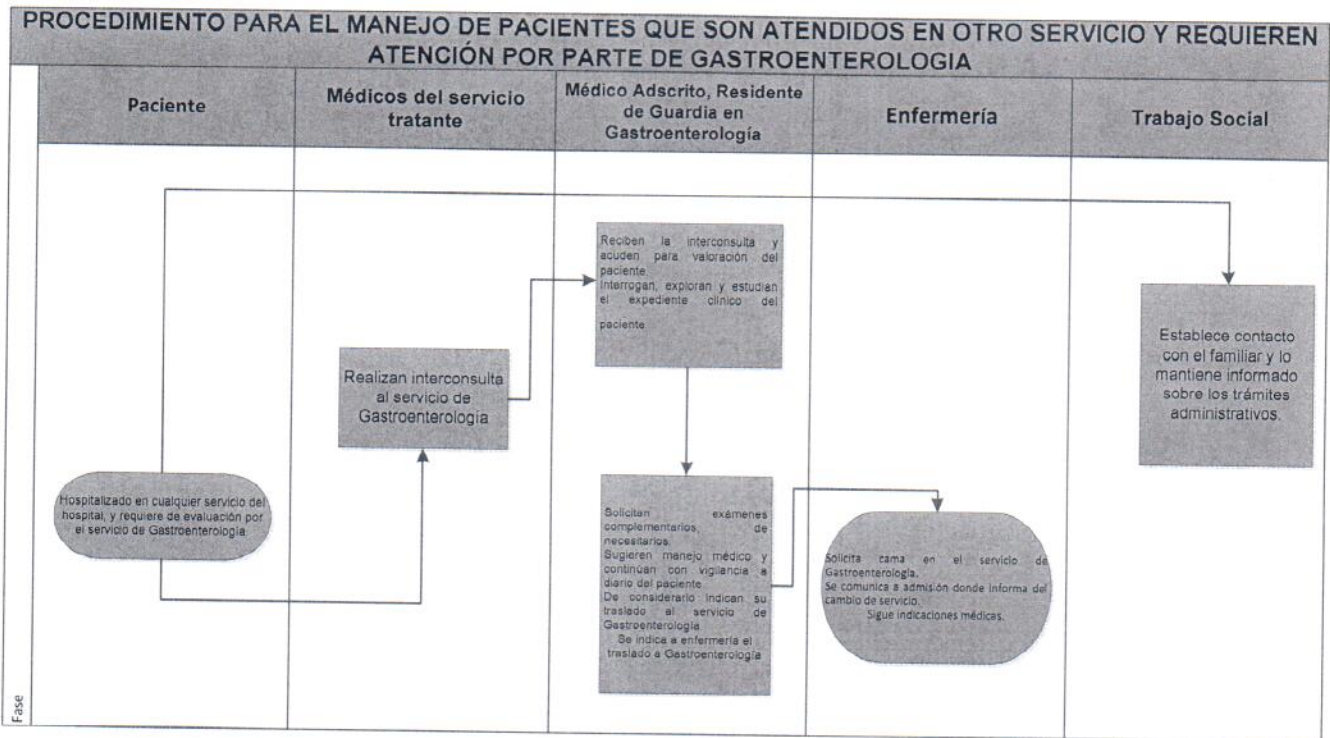 PROCEDIMIENTO PARA EL MANEJO DE PACIENTES QUE SON ATENDIDOS EN OTRO SERVICIO Y REQUIEREN
ATENCIÓN POR PARTE DE GASTROENTEROLOGIA
Paciente
Médicos del servicio
tratante
Médico Adscrito, Residente
de Guardia en
Gastroenterología
Enfermería
Trabajo Social
Hospitalizado en cualquier servicio del
hospital, y requiere de evaluación por
el servicio de Gastroenterología.
Realizan interconsulta
al servicio de
Gastroenterología
Reciben la interconsulta y
acuden para valoración del
paciente.
Interrogan, exploran y estudian
el expediente clínico del
paciente
Solicitan exámenes
complementarios, de
necesitarlos.
Sugieren manejo médico y
continúan con vigilancia a
diario del paciente
De considerarlo indican su
traslado al servicio de
Gastroenterología
Se indica a enfermería el
traslado a Gastroenterología
Solicita cama en el servicio de
Gastroenterología.
Se comunica a admisión donde informa del
cambio de servicio.
Sigue indicaciones médicas.
Establece contacto
con el familiar y lo
mantiene informado
sobre los trámites
administrativos.
Fase